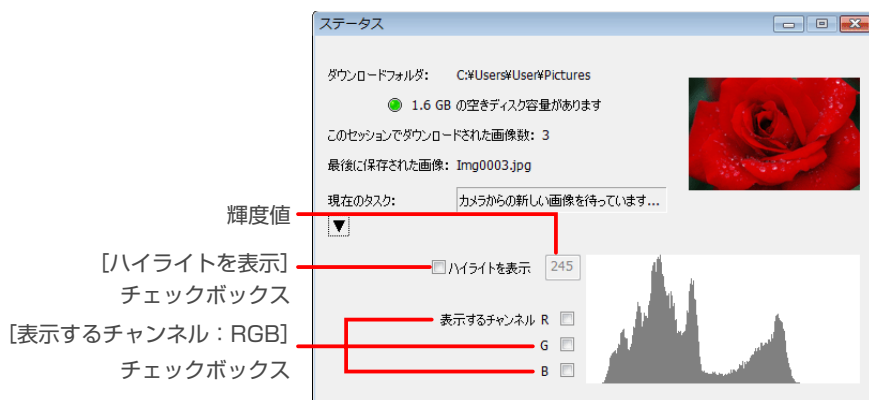 ステータス
ダウンロードフォルダ: C:¥Users¥User¥Pictures
1.6 GB の空きディスク容量があります
このセッションでダウンロードされた画像数: 3
最後に保存された画像: Img0003.jpg
現在のタスク: カメラからの新しい画像を待っています...
輝度値
▼
[ハイライトを表示]
チェックボックス
ハイライトを表示 245
[表示するチャンネル：RGB]
チェックボックス
表示するチャンネル R
G
B